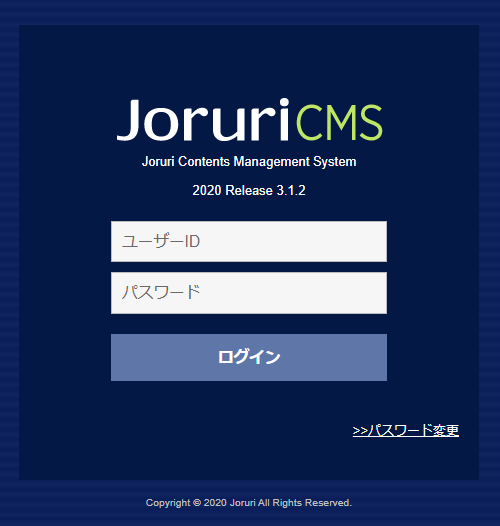 JoruriCMS
Joruri Contents Management System
2020 Release 3.1.2
ユーザーID
パスワード
ログイン
>>パスワード変更
Copyright © 2020 Joruri All Rights Reserved.